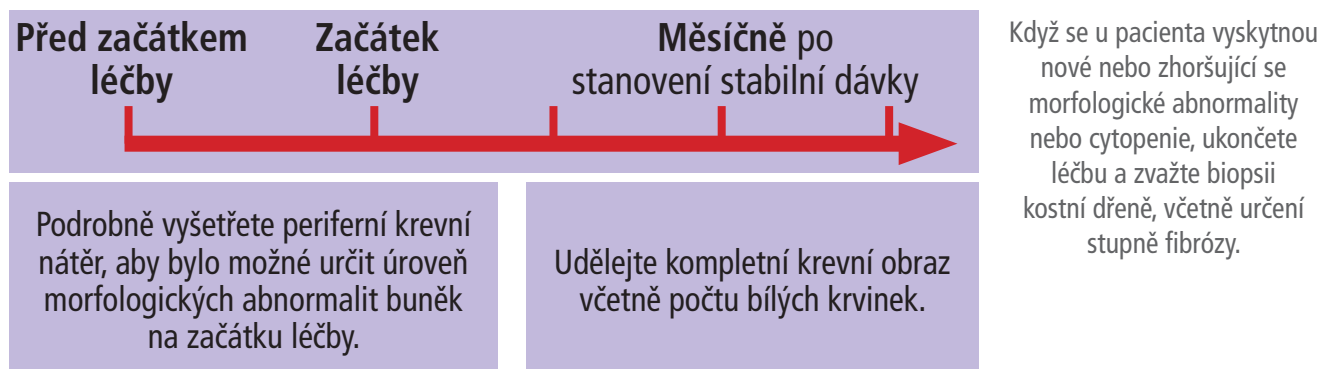 Před začátkem
léčby
Začátek
léčby
Měsíčně po
stanovení stabilní dávky
Podrobně vyšetřete periferní krevní
nátěr, aby bylo možné určit úroveň
morfologických abnormalit buněk
na začátku léčby.
Udělejte kompletní krevní obraz
včetně počtu bílých krvinek.
Když se u pacienta vyskytnou
nové nebo zhoršující se
morfologické abnormality
nebo cytopenie, ukončete
léčbu a zvažte biopsii
kostní dřeně, včetně určení
stupně fibrózy.